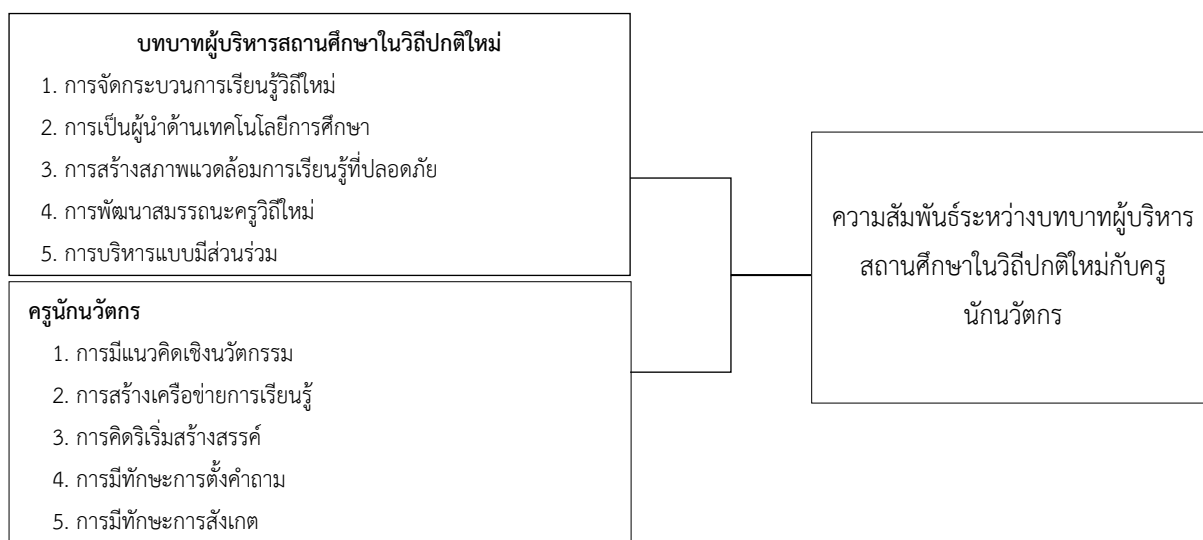 บทบาทผู้บริหารสถานศึกษาในวิถีปกติใหม่
1. การจัดกระบวนการเรียนรู้วิถีใหม่
2. การเป็นผู้นำด้านเทคโนโลยีการศึกษา
3. การสร้างสภาพแวดล้อมการเรียนรู้ที่ปลอดภัย
4. การพัฒนาสมรรถนะครูวิถีใหม่
5. การบริหารแบบมีส่วนร่วม
ครูนักนวัตกร
1. การมีแนวคิดเชิงนวัตกรรม
2. การสร้างเครือข่ายการเรียนรู้
3. การคิดริเริ่มสร้างสรรค์
4. การมีทักษะการตั้งคำถาม
5. การมีทักษะการสังเกต
ความสัมพันธ์ระหว่างบทบาทผู้บริหาร
สถานศึกษาในวิถีปกติใหม่กับครู
นักนวัตกร